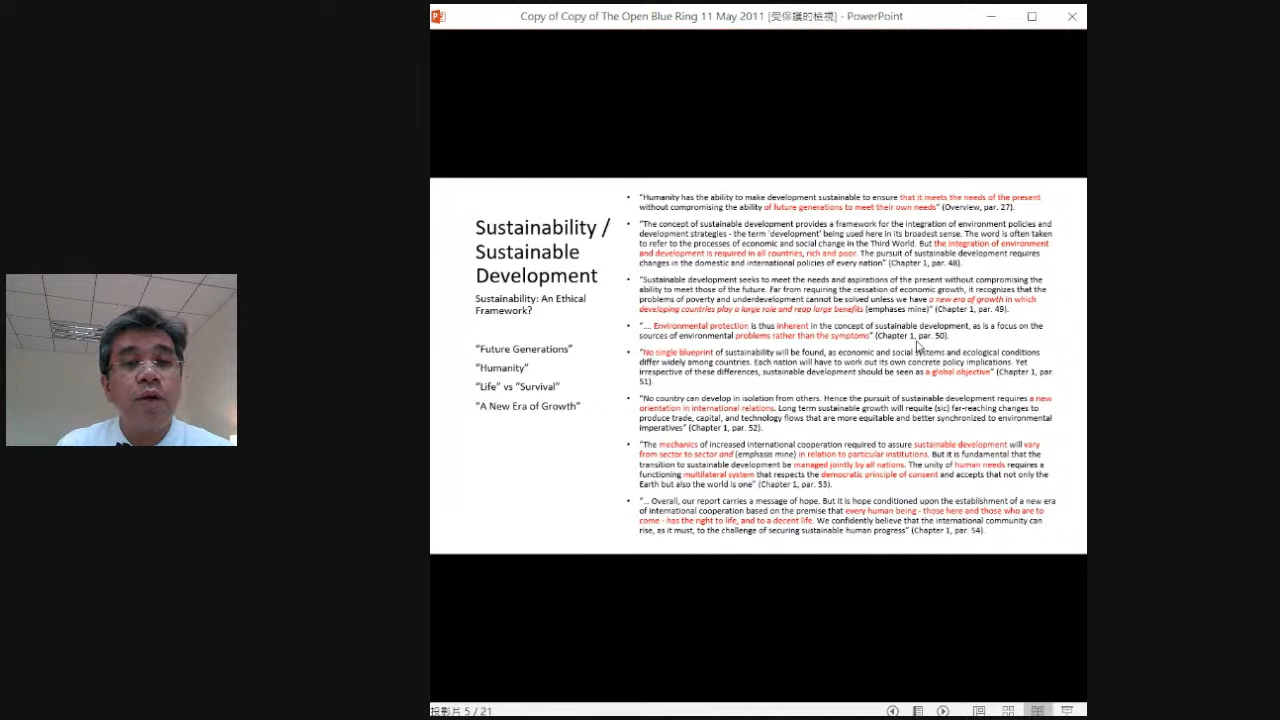 Copy of Copy of The Open Blue Ring 11 May 2011 [受保護的檢視] - PowerPoint
Sustainability /
Sustainable
Development
Sustainability: An Ethical
Framework?
"Future Generations"
"Humanity"
"Life" vs "Survival"
"A New Era of Growth"
• "Humanity has the ability to make development sustainable to ensure that it meets the needs of the present
without compromising the ability of future generations to meet their own needs" (Overview, par. 27).
• "The concept of sustainable development provides a framework for the integration of environment policies and
development strategies - the term 'development' being used here in its broadest sense. The word is often taken
to refer to the processes of economic and social change in the Third World. But the integration of environment
and development is required in all countries, rich and poor. The pursuit of sustainable development requires
changes in the domestic and international policies of every nation" (Chapter 1, par. 48).
• "Sustainable development seeks to meet the needs and aspirations of the present without compromising the
ability to meet those of the future. Far from requiring the cessation of economic growth, it recognizes that the
problems of poverty and underdevelopment cannot be solved unless we have a new era of growth in which
developing countries play a large role and reap large benefits (emphases mine)" (Chapter 1, par. 49).
• ".... Environmental protection is thus inherent in the concept of sustainable development, as is a focus on the
sources of environmental problems rather than the symptoms" (Chapter 1, par. 50).
• "No single blueprint of sustainability will be found, as economic and social systems and ecological conditions
differ widely among countries. Each nation will have to work out its own concrete policy implications. Yet
irrespective of these differences, sustainable development should be seen as a global objective" (Chapter 1, par.
51).
• "No country can develop in isolation from others. Hence the pursuit of sustainable development requires a new
orientation in international relations. Long term sustainable growth will requite (sic) far-reaching changes to
produce trade, capital, and technology flows that are more equitable and better synchronized to environmental
imperatives" (Chapter 1, par. 52).
• "The mechanics of increased international cooperation required to assure sustainable development will vary
from sector to sector and (emphasis mine) in relation to particular institutions. But it is fundamental that the
transition to sustainable development be managed jointly by all nations. The unity of human needs requires a
functioning multilateral system that respects the democratic principle of consent and accepts that not only the
Earth but also the world is one" (Chapter 1, par. 53).
• "... Overall, our report carries a message of hope. But it is hope conditioned upon the establishment of a new era
of international cooperation based on the premise that every human being - those here and those who are to
come - has the right to life, and to a decent life. We confidently believe that the international community can
rise, as it must, to the challenge of securing sustainable human progress" (Chapter 1, par. 54).
投影片 5 / 21